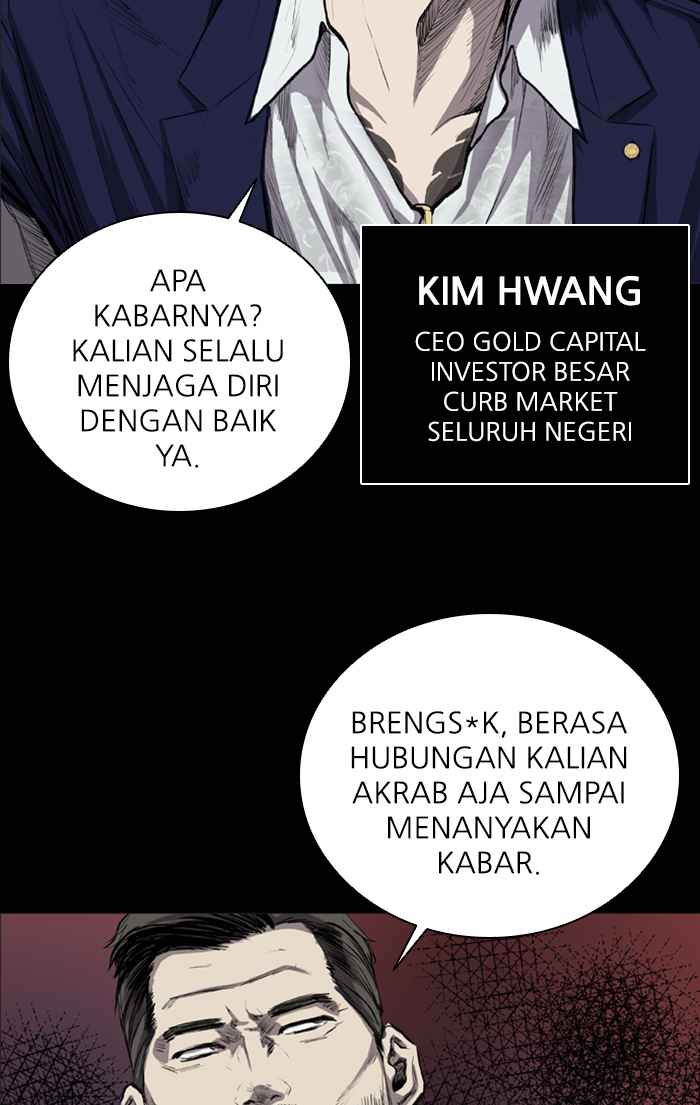 APA
KABARNYA?
KALIAN SELALU
MENJAGA DIRI
DENGAN BAIK
YA.
KIM HWANG
CEO GOLD CAPITAL
INVESTOR BESAR
CURB MARKET
SELURUH NEGERI
BRENGS*K, BERASA
HUBUNGAN KALIAN
AKRAB AJA SAMPAI
MENANYAKAN
KABAR.